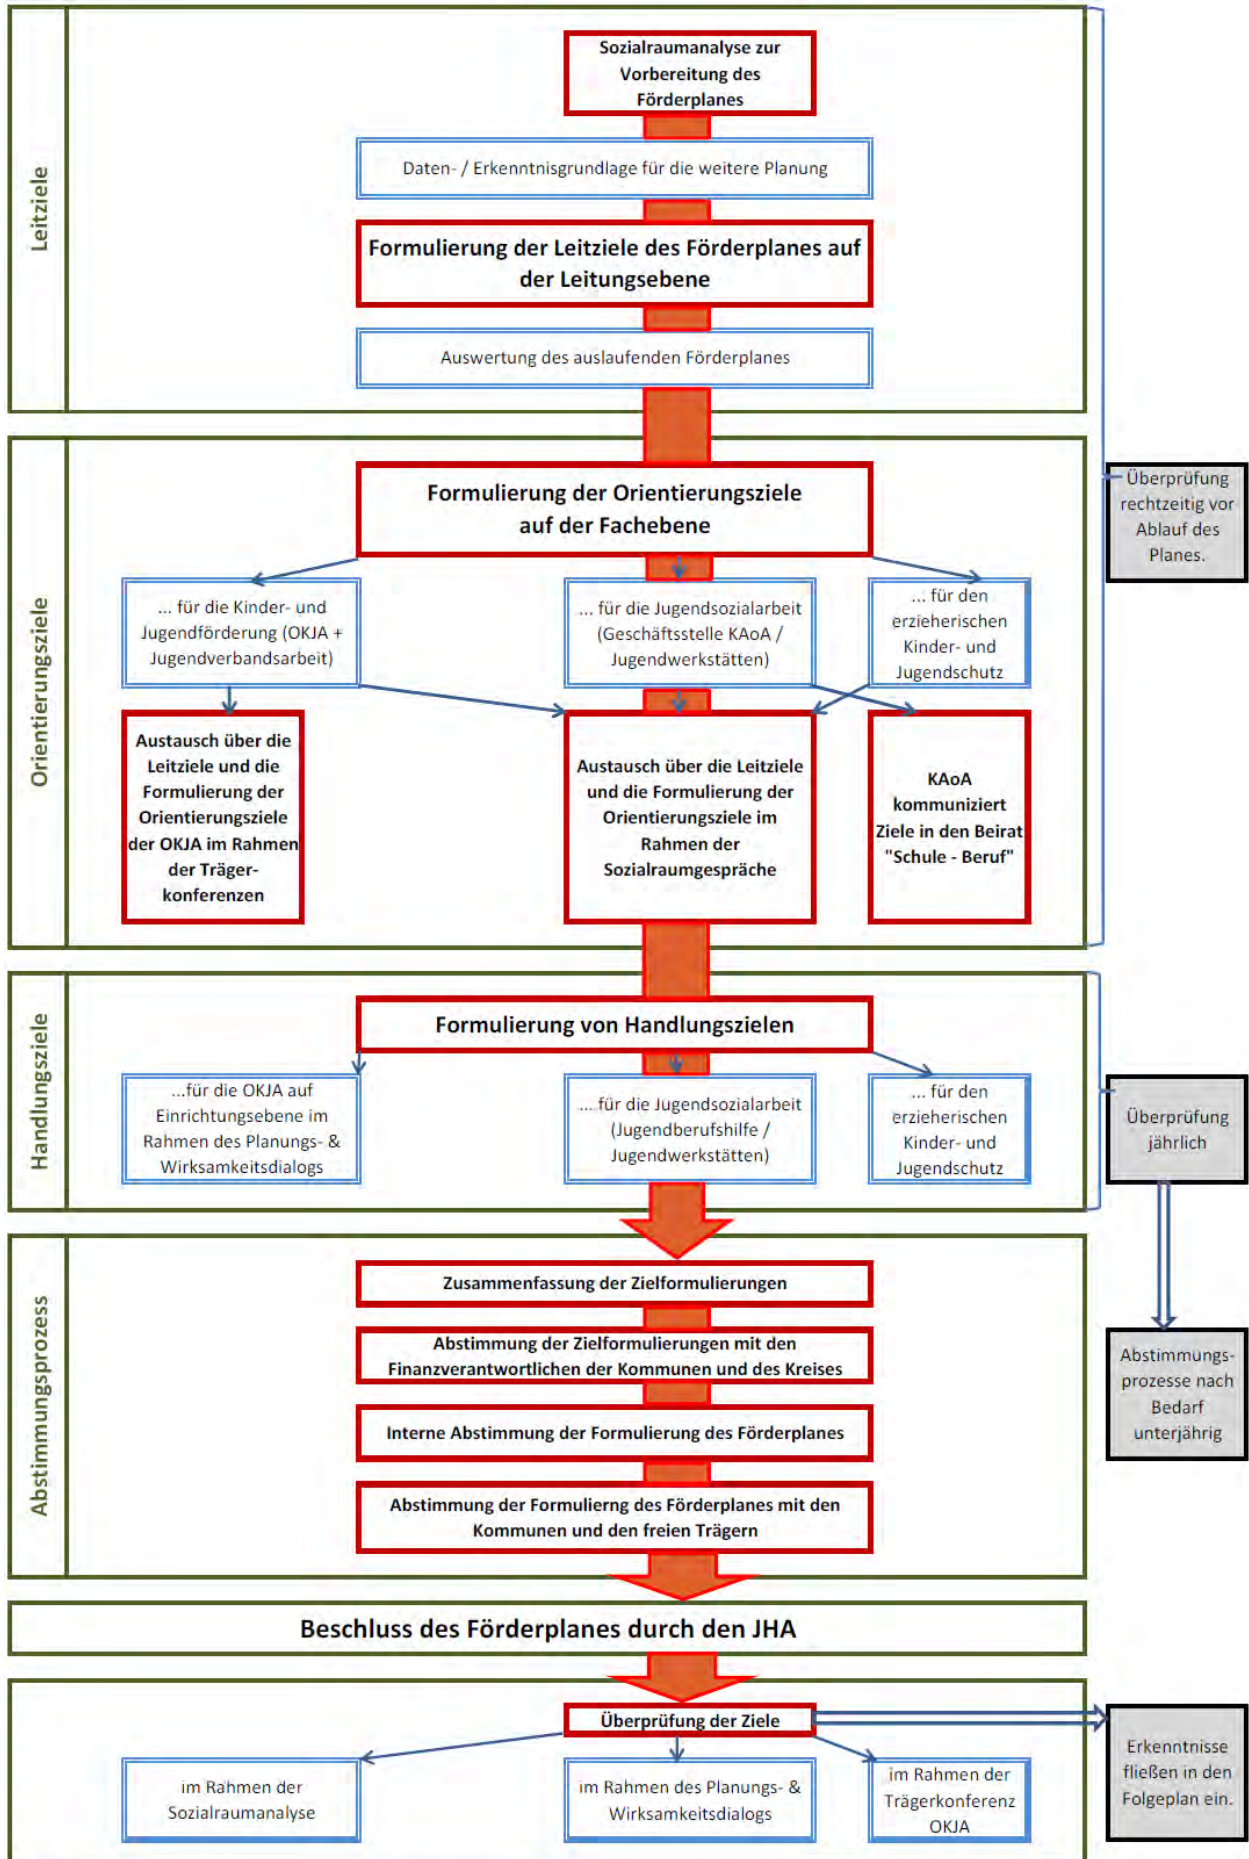 Leitziele
Sozialraumanalyse zur
Vorbereitung des
Förderplanes
Daten- / Erkenntnisgrundlage für die weitere Planung
Formulierung der Leitziele des Förderplanes auf
der Leitungsebene
Auswertung des auslaufenden Förderplanes
Orientierungsziele
Formulierung der Orientierungsziele
auf der Fachebene
Überprüfung
rechtzeitig vor
Ablauf des
Planes.
... für die Kinder- und
Jugendförderung (OKJA +
Jugendverbandsarbeit)
... für die Jugendsozialarbeit
(Geschäftsstelle KAoA /
Jugendwerkstätten)
... für den
erzieherischen
Kinder- und
Jugendschutz
Austausch über die
Leitziele und die
Formulierung der
Orientierungsziele
der OKJA im Rahmen
der Träger-
konferenzen
Austausch über die Leitziele
und die Formulierung der
Orientierungsziele im
Rahmen der
Sozialraumgespräche
KAoA
kommuniziert
Ziele in den Beirat
"Schule - Beruf"
Handlungsziele
Formulierung von Handlungszielen
...für die OKJA auf
Einrichtungsebene im
Rahmen des Planungs- &
Wirksamkeitsdialogs
... für die Jugendsozialarbeit
(Jugendberufshilfe /
Jugendwerkstätten)
... für den
erzieherischen
Kinder- und
Jugendschutz
Überprüfung
jährlich
Abstimmungsprozess
Zusammenfassung der Zielformulierungen
Abstimmung der Zielformulierungen mit den
Finanzverantwortlichen der Kommunen und des Kreises
Interne Abstimmung der Formulierung des Förderplanes
Abstimmung der Formulierng des Förderplanes mit den
Kommunen und den freien Trägern
Abstimmungs-
prozesse nach
Bedarf
unterjährig
Beschluss des Förderplanes durch den JHA
Überprüfung der Ziele
im Rahmen der
Sozialraumanalyse
im Rahmen des Planungs- &
Wirksamkeitsdialogs
im Rahmen der
Trägerkonferenz
OKJA
Erkenntnisse
fließen in den
Folgeplan ein.